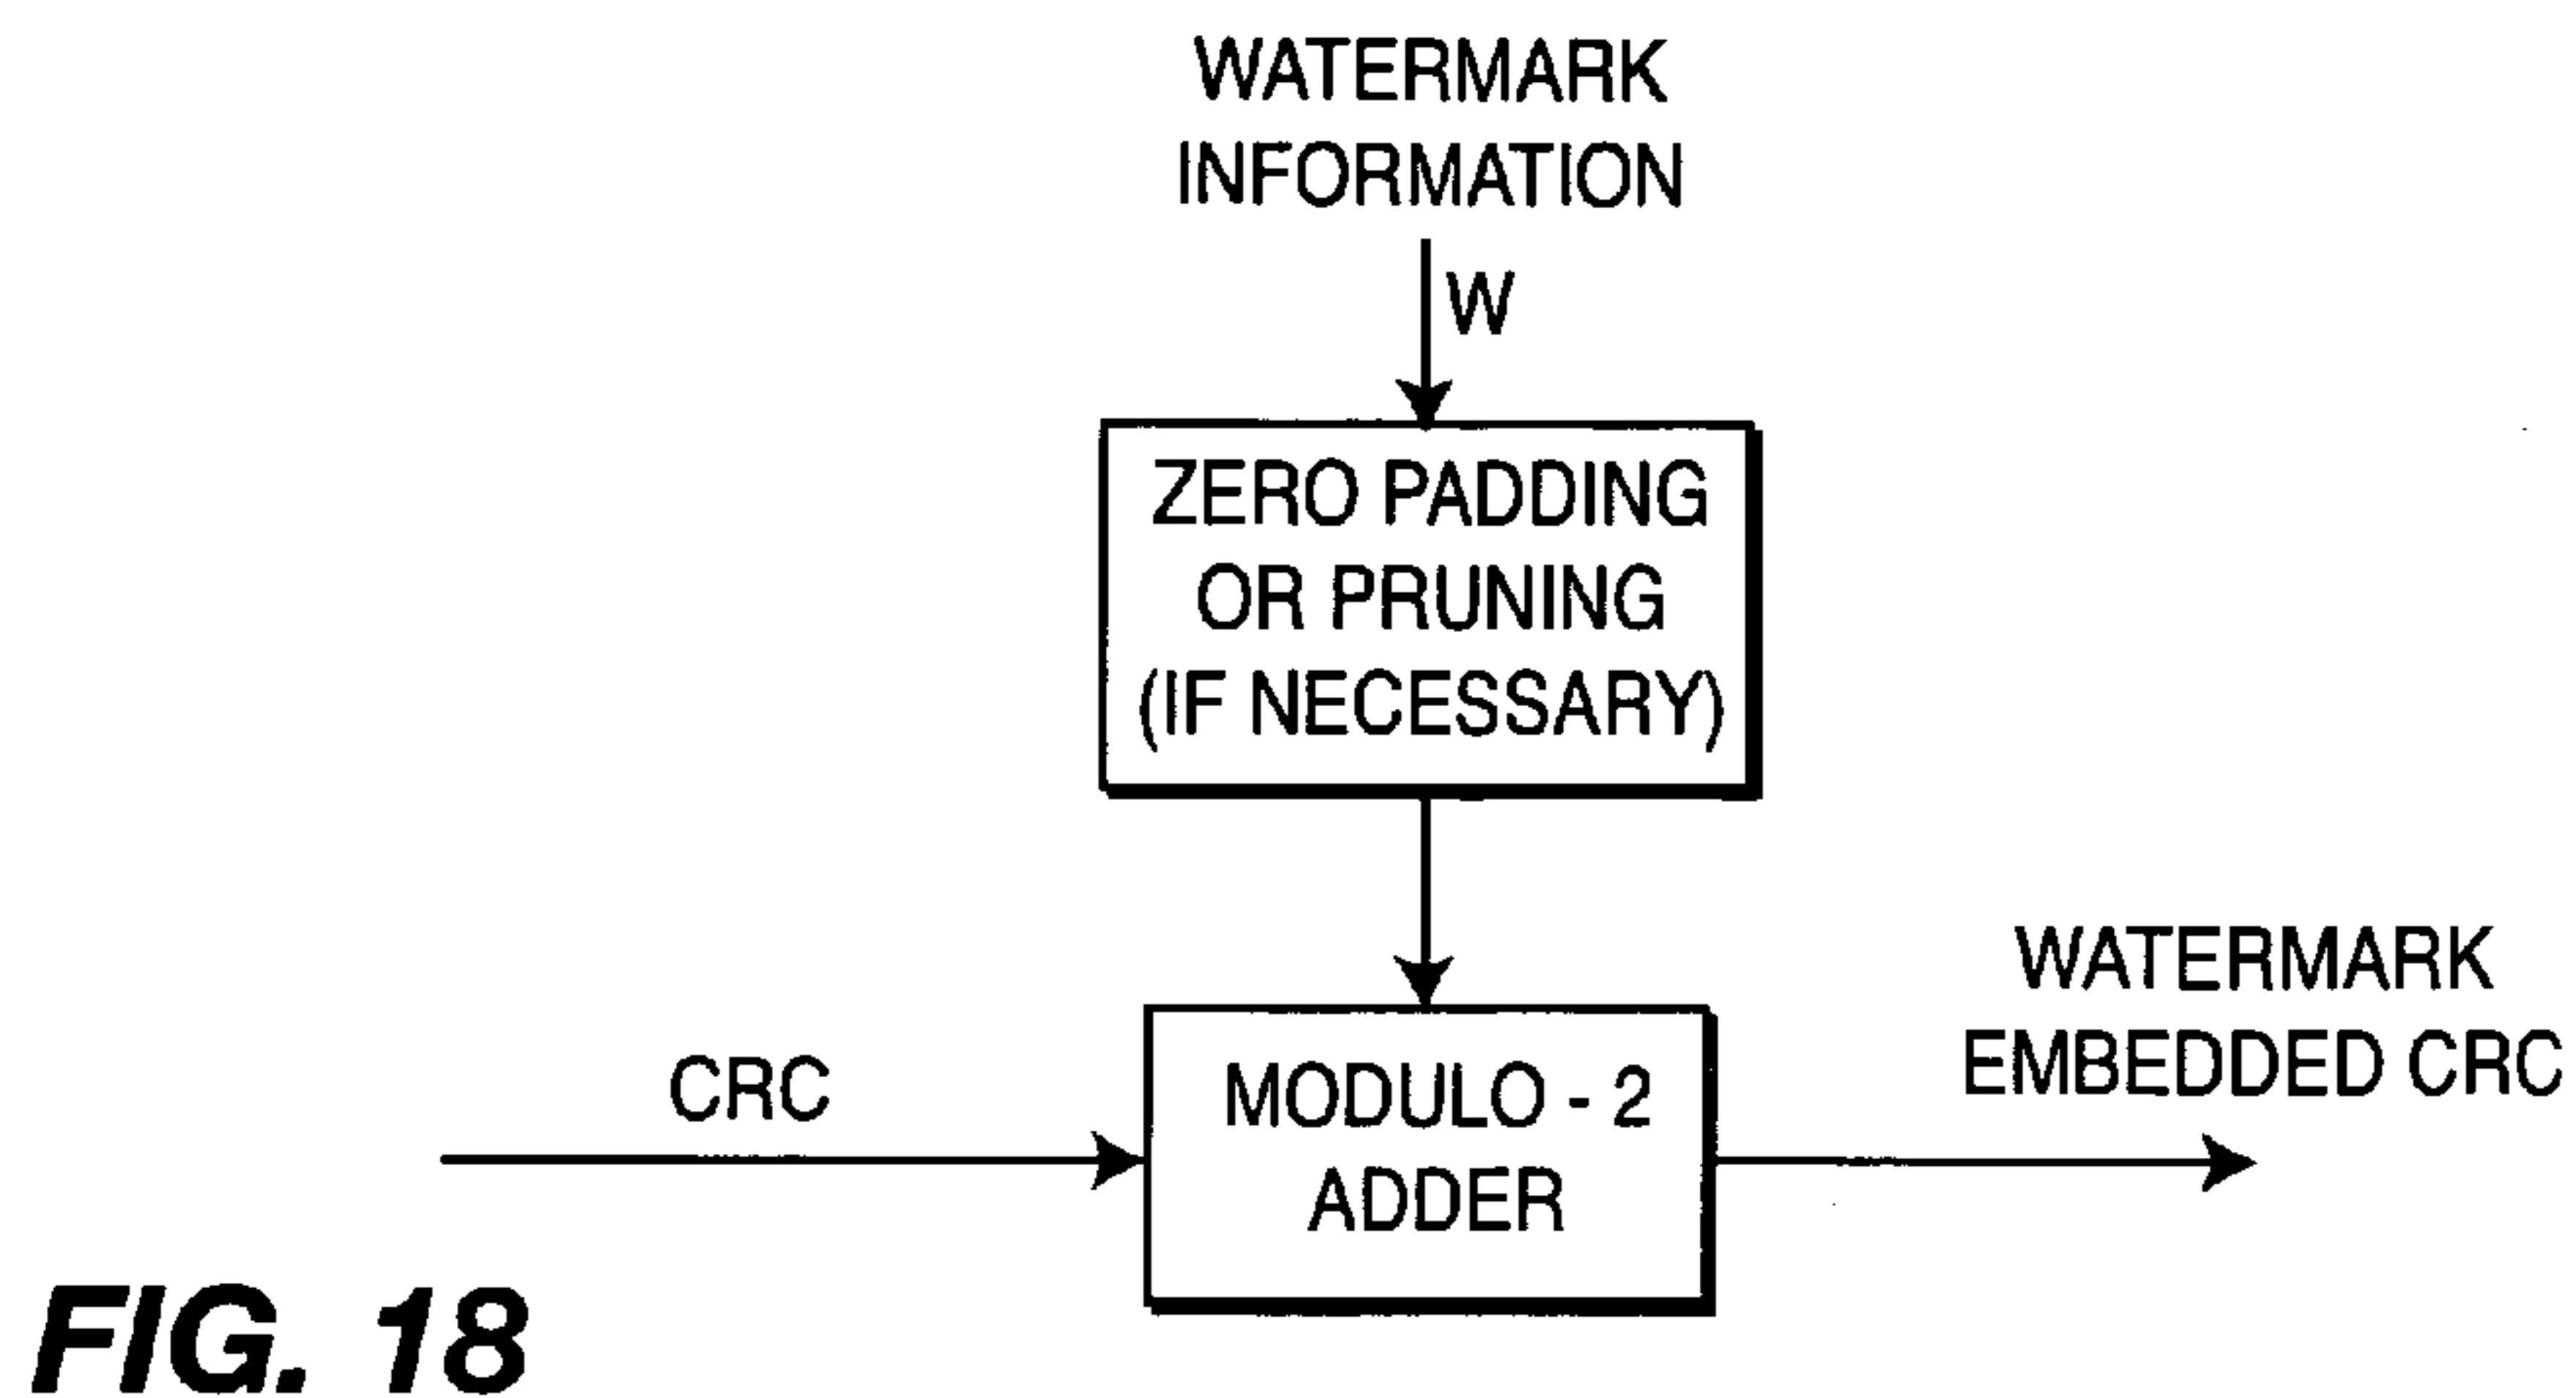 WATERMARK
INFORMATION
W
ZERO PADDING
OR PRUNING
(IF NECESSARY)
CRC
MODULO - 2
ADDER
WATERMARK
EMBEDDED CRC
FIG. 18